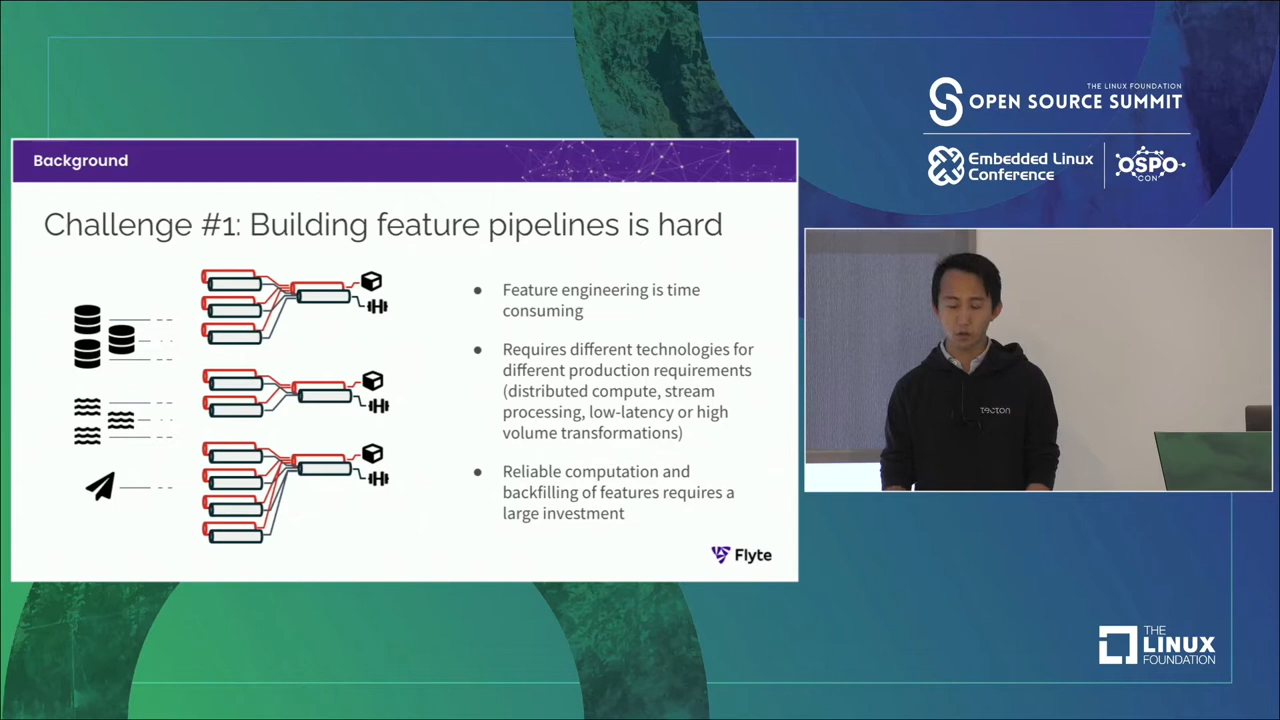 THE LINUX FOUNDATION
OPEN SOURCE SUMMIT
Embedded Linux
Conference
OSPO
CON
Background
Challenge #1: Building feature pipelines is hard
● Feature engineering is time
consuming
● Requires different technologies for
different production requirements
(distributed compute, stream
processing, low-latency or high
volume transformations)
● Reliable computation and
backfilling of features requires a
large investment
Flyte
TECTON
THE
LINUX
FOUNDATION